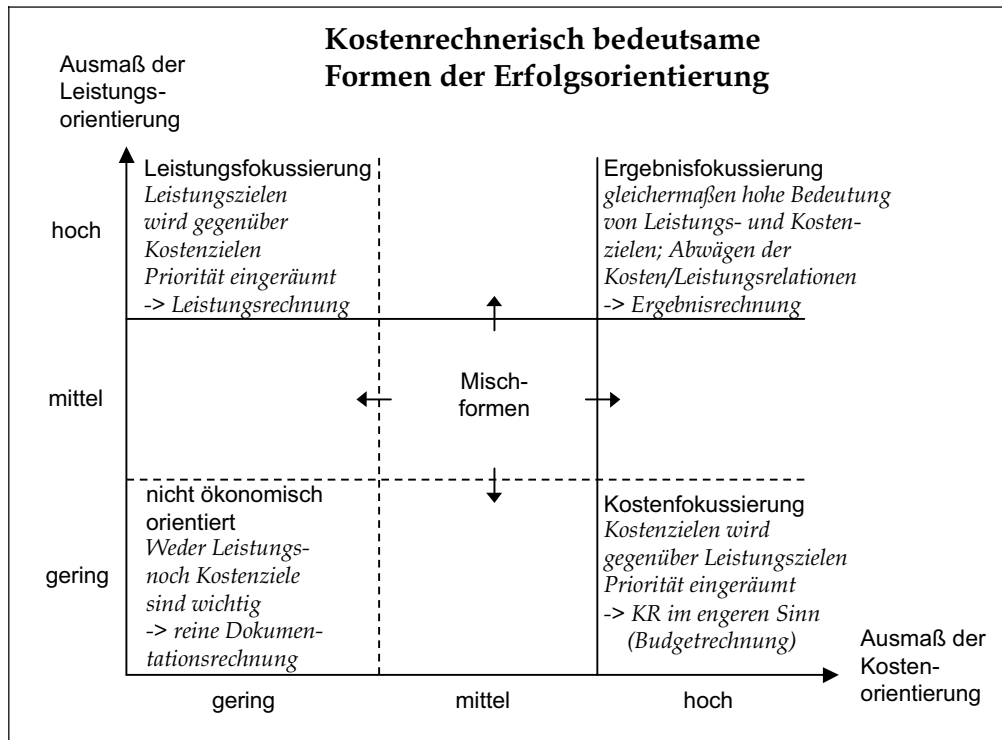 Kostenrechnerisch bedeutsame
Formen der Erfolgsorientierung
Ausmaß der
Leistungs-
orientierung
hoch
Leistungsfokussierung
Leistungszielen
wird gegenüber
Kostenzielen
Priorität eingeräumt
-> Leistungsrechnung
Ergebnisfokussierung
gleichermaßen hohe Bedeutung
von Leistungs- und Kosten-
zielen; Abwägen der
Kosten/Leistungsrelationen
-> Ergebnisrechnung
mittel
Misch-
formen
gering
nicht ökonomisch
orientiert
Weder Leistungs-
noch Kostenziele
sind wichtig
-> reine Dokumen-
tationsrechnung
Kostenfokussierung
Kostenzielen wird
gegenüber Leistungszielen
Priorität eingeräumt
-> KR im engeren Sinn
(Budgetrechnung)
Ausmaß der
Kosten-
orientierung
gering
mittel
hoch